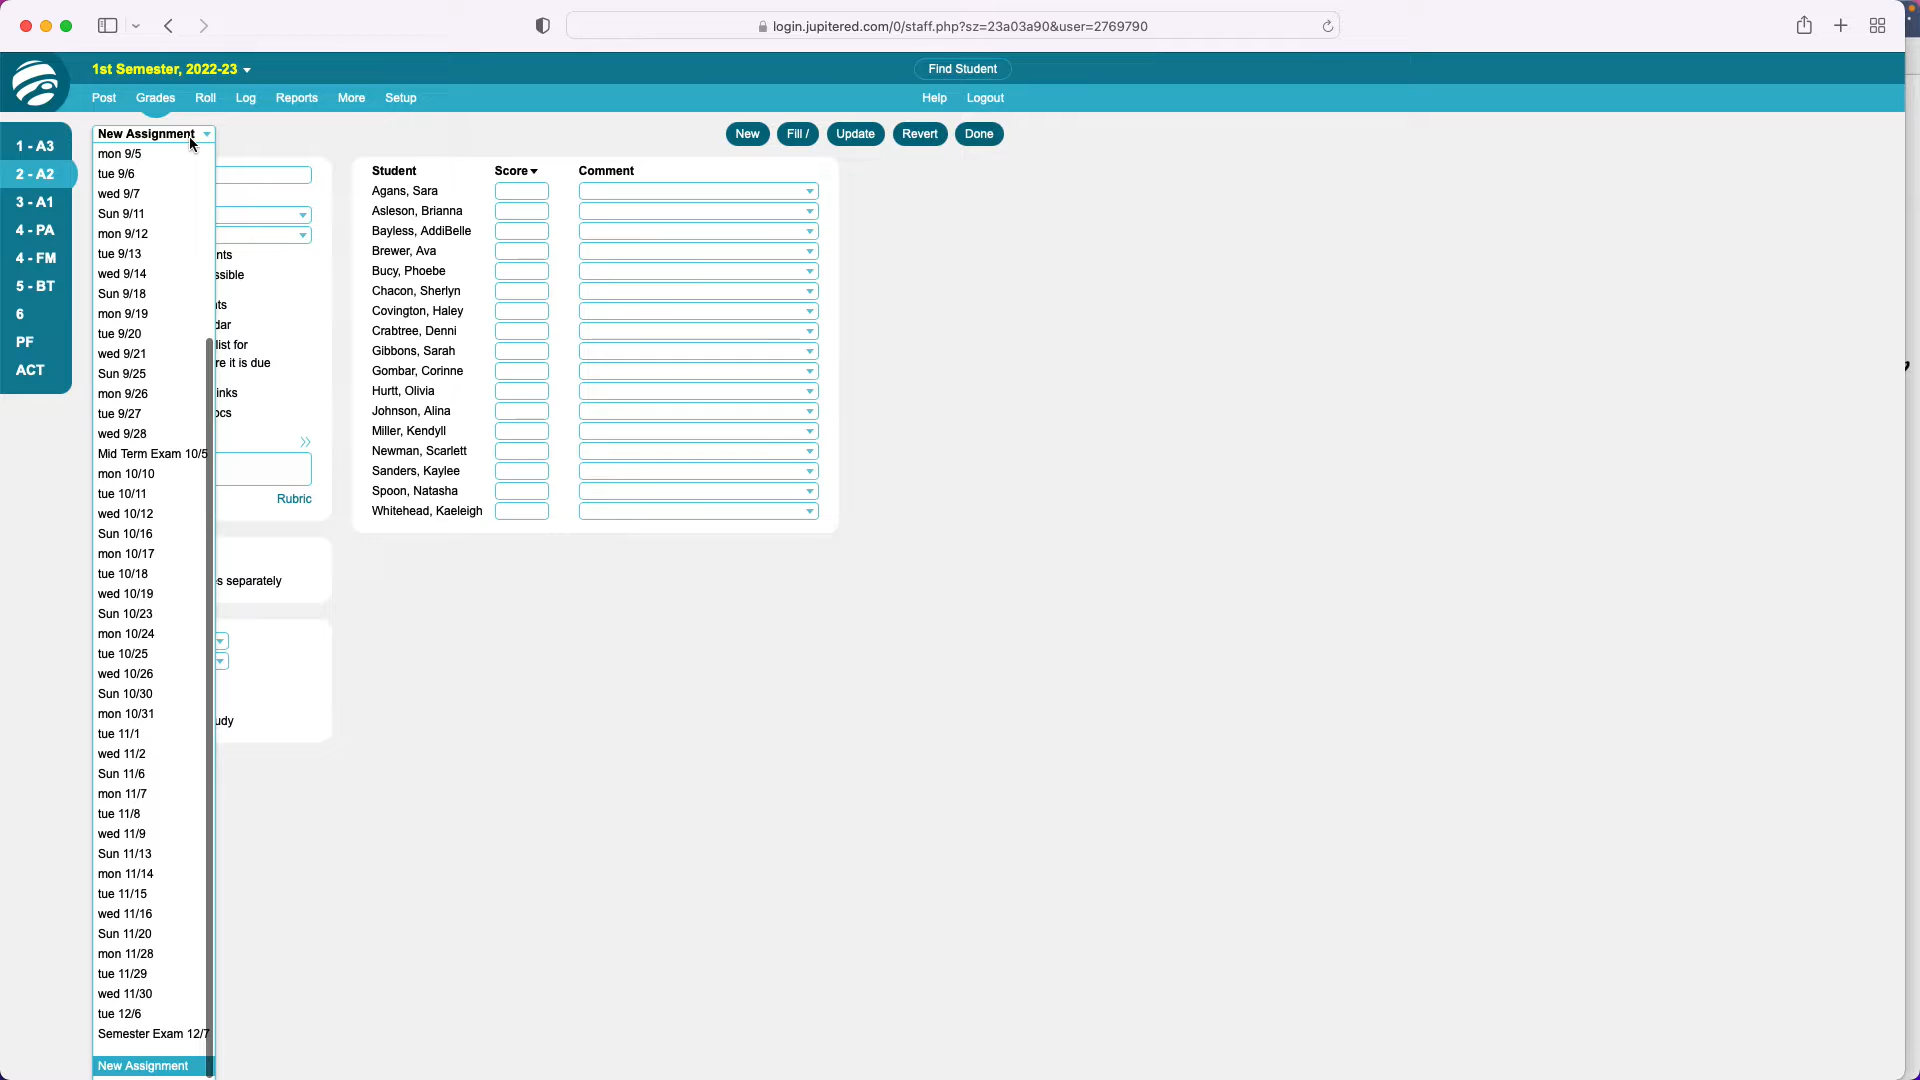 login.jupitered.com/0/staff.php?sz=23a03a90&user=2769790
1st Semester, 2022-23
Find Student
Post Grades Roll Log Reports More Setup
Help Logout
New Assignment
New Fill / Update Revert Done
1 - A3
2 - A2
3 - A1
4 - PA
4 - FM
5 - BT
6
PF
ACT
mon 9/5
tue 9/6
wed 9/7
Sun 9/11
mon 9/12
tue 9/13
wed 9/14
Sun 9/18
mon 9/19
tue 9/20
wed 9/21
Sun 9/25
mon 9/26
tue 9/27
wed 9/28
Mid Term Exam 10/5
mon 10/10
tue 10/11
wed 10/12
Sun 10/16
mon 10/17
tue 10/18
wed 10/19
Sun 10/23
mon 10/24
tue 10/25
wed 10/26
Sun 10/30
mon 10/31
tue 11/1
wed 11/2
Sun 11/6
mon 11/7
tue 11/8
wed 11/9
Sun 11/13
mon 11/14
tue 11/15
wed 11/16
Sun 11/20
mon 11/28
tue 11/29
wed 11/30
tue 12/6
Semester Exam 12/7
New Assignment
nts
ssible
nts
dar
list for
re it is due
inks
ocs
Rubric
s separately
udy
Student Score Comment
Agans, Sara
Asleson, Brianna
Bayless, AddiBelle
Brewer, Ava
Bucy, Phoebe
Chacon, Sherlyn
Covington, Haley
Crabtree, Denni
Gibbons, Sarah
Gombar, Corinne
Hurtt, Olivia
Johnson, Alina
Miller, Kendyll
Newman, Scarlett
Sanders, Kaylee
Spoon, Natasha
Whitehead, Kaeleigh